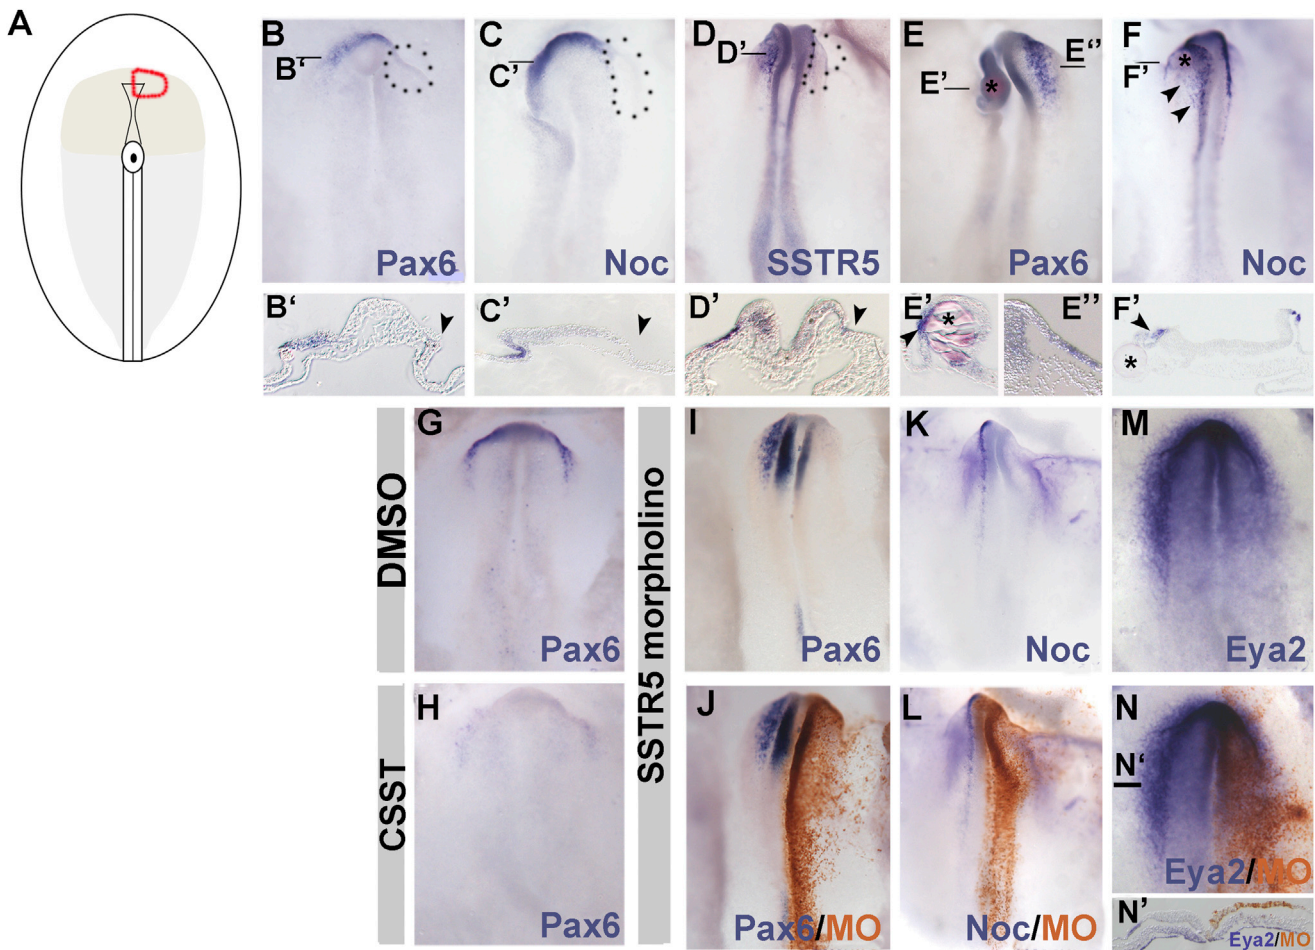 A
B
B‘
Pax6
C
C’
Noc
D
D’
SSTR5
E
E’
E‘’
Pax6
F
F’
Noc
B‘
C’
D’
E’
E’’
F’
DMSO
G
Pax6
SSTR5 morpholino
I
Pax6
K
Noc
M
Eya2
CSST
H
Pax6
J
Pax6/MO
L
Noc/MO
N
N‘
Eya2/MO
N’
Eya2/MO